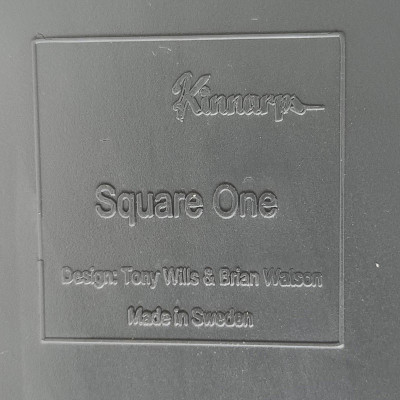 Kinnarps
Square One
Design: Tony Wills & Brian Watson
Made in Sweden